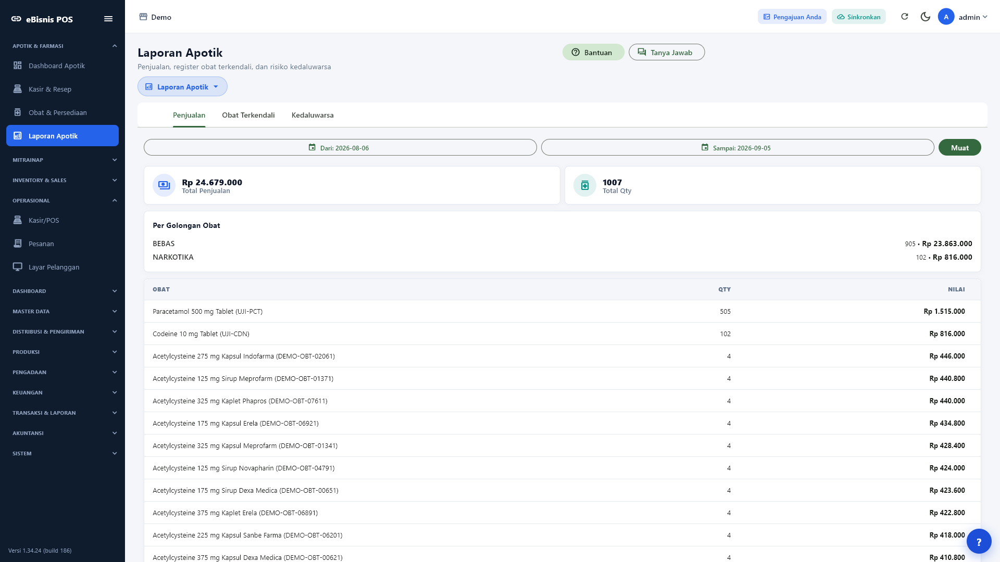 eBisnis POS
APOTIK & FARMASI
Dashboard Apotik
Kasir & Resep
Obat & Persediaan
Laporan Apotik
MITRAINAP
INVENTORY & SALES
OPERASIONAL
Kasir/POS
Pesanan
Layar Pelanggan
DASHBOARD
MASTER DATA
DISTRIBUSI & PENGIRIMAN
PRODUKSI
PENGADAAN
KEUANGAN
TRANSAKSI & LAPORAN
AKUNTANSI
SISTEM
Versi 1.34.24 (build 186)
Demo
Pengajuan Anda
Sinkronkan
A
admin
Laporan Apotik
Penjualan, register obat terkendali, dan risiko kedaluwarsa
Bantuan
Tanya Jawab
Laporan Apotik
Penjualan Obat Terkendali Kedaluwarsa
Dari: 2026-08-06
Sampai: 2026-09-05
Muat
Rp 24.679.000
Total Penjualan
1007
Total Qty
Per Golongan Obat
BEBAS 905 • Rp 23.863.000
NARKOTIKA 102 • Rp 816.000
OBAT QTY NILAI
Paracetamol 500 mg Tablet (UJI-PCT) 505 Rp 1.515.000
Codeine 10 mg Tablet (UJI-CDN) 102 Rp 816.000
Acetylcysteine 275 mg Kapsul Indofarma (DEMO-OBT-02061) 4 Rp 446.000
Acetylcysteine 125 mg Sirup Meprofarm (DEMO-OBT-01371) 4 Rp 440.800
Acetylcysteine 325 mg Kaplet Phapros (DEMO-OBT-07611) 4 Rp 440.000
Acetylcysteine 175 mg Kapsul Erela (DEMO-OBT-06921) 4 Rp 434.800
Acetylcysteine 325 mg Kapsul Meprofarm (DEMO-OBT-01341) 4 Rp 428.400
Acetylcysteine 125 mg Sirup Novapharin (DEMO-OBT-04791) 4 Rp 424.000
Acetylcysteine 175 mg Sirup Dexa Medica (DEMO-OBT-00651) 4 Rp 423.600
Acetylcysteine 375 mg Kaplet Erela (DEMO-OBT-06891) 4 Rp 422.800
Acetylcysteine 225 mg Kapsul Sanbe Farma (DEMO-OBT-06201) 4 Rp 418.000
Acetylcysteine 375 mg Kapsul Dexa Medica (DEMO-OBT-00621) 4 Rp 410.800
?